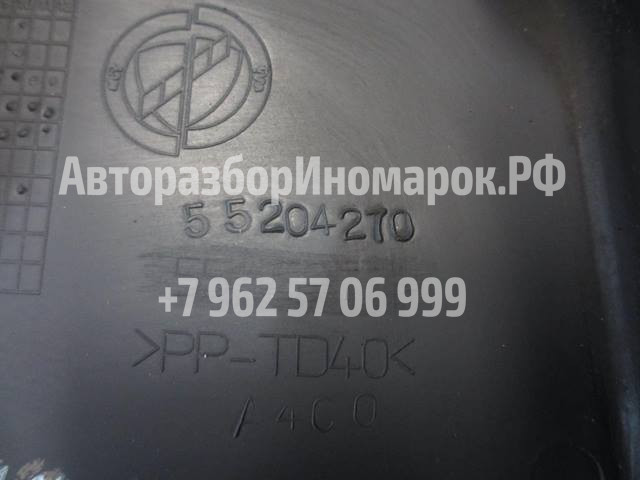 АвторазборИномарок.РФ
55204270
+7 962 57 06 999
>PP-TD40<
A4C0